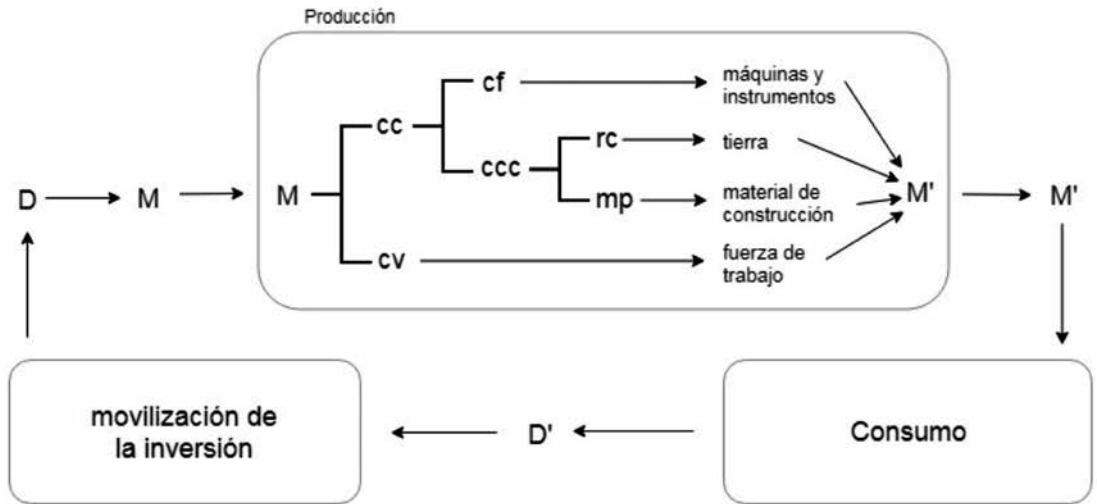 Producción
cf
máquinas y
instrumentos
cc
rc
tierra
ccc
D
M
M
mp
material de
construcción
M'
M'
cv
fuerza de
trabajo
movilización de
la inversión
D'
Consumo